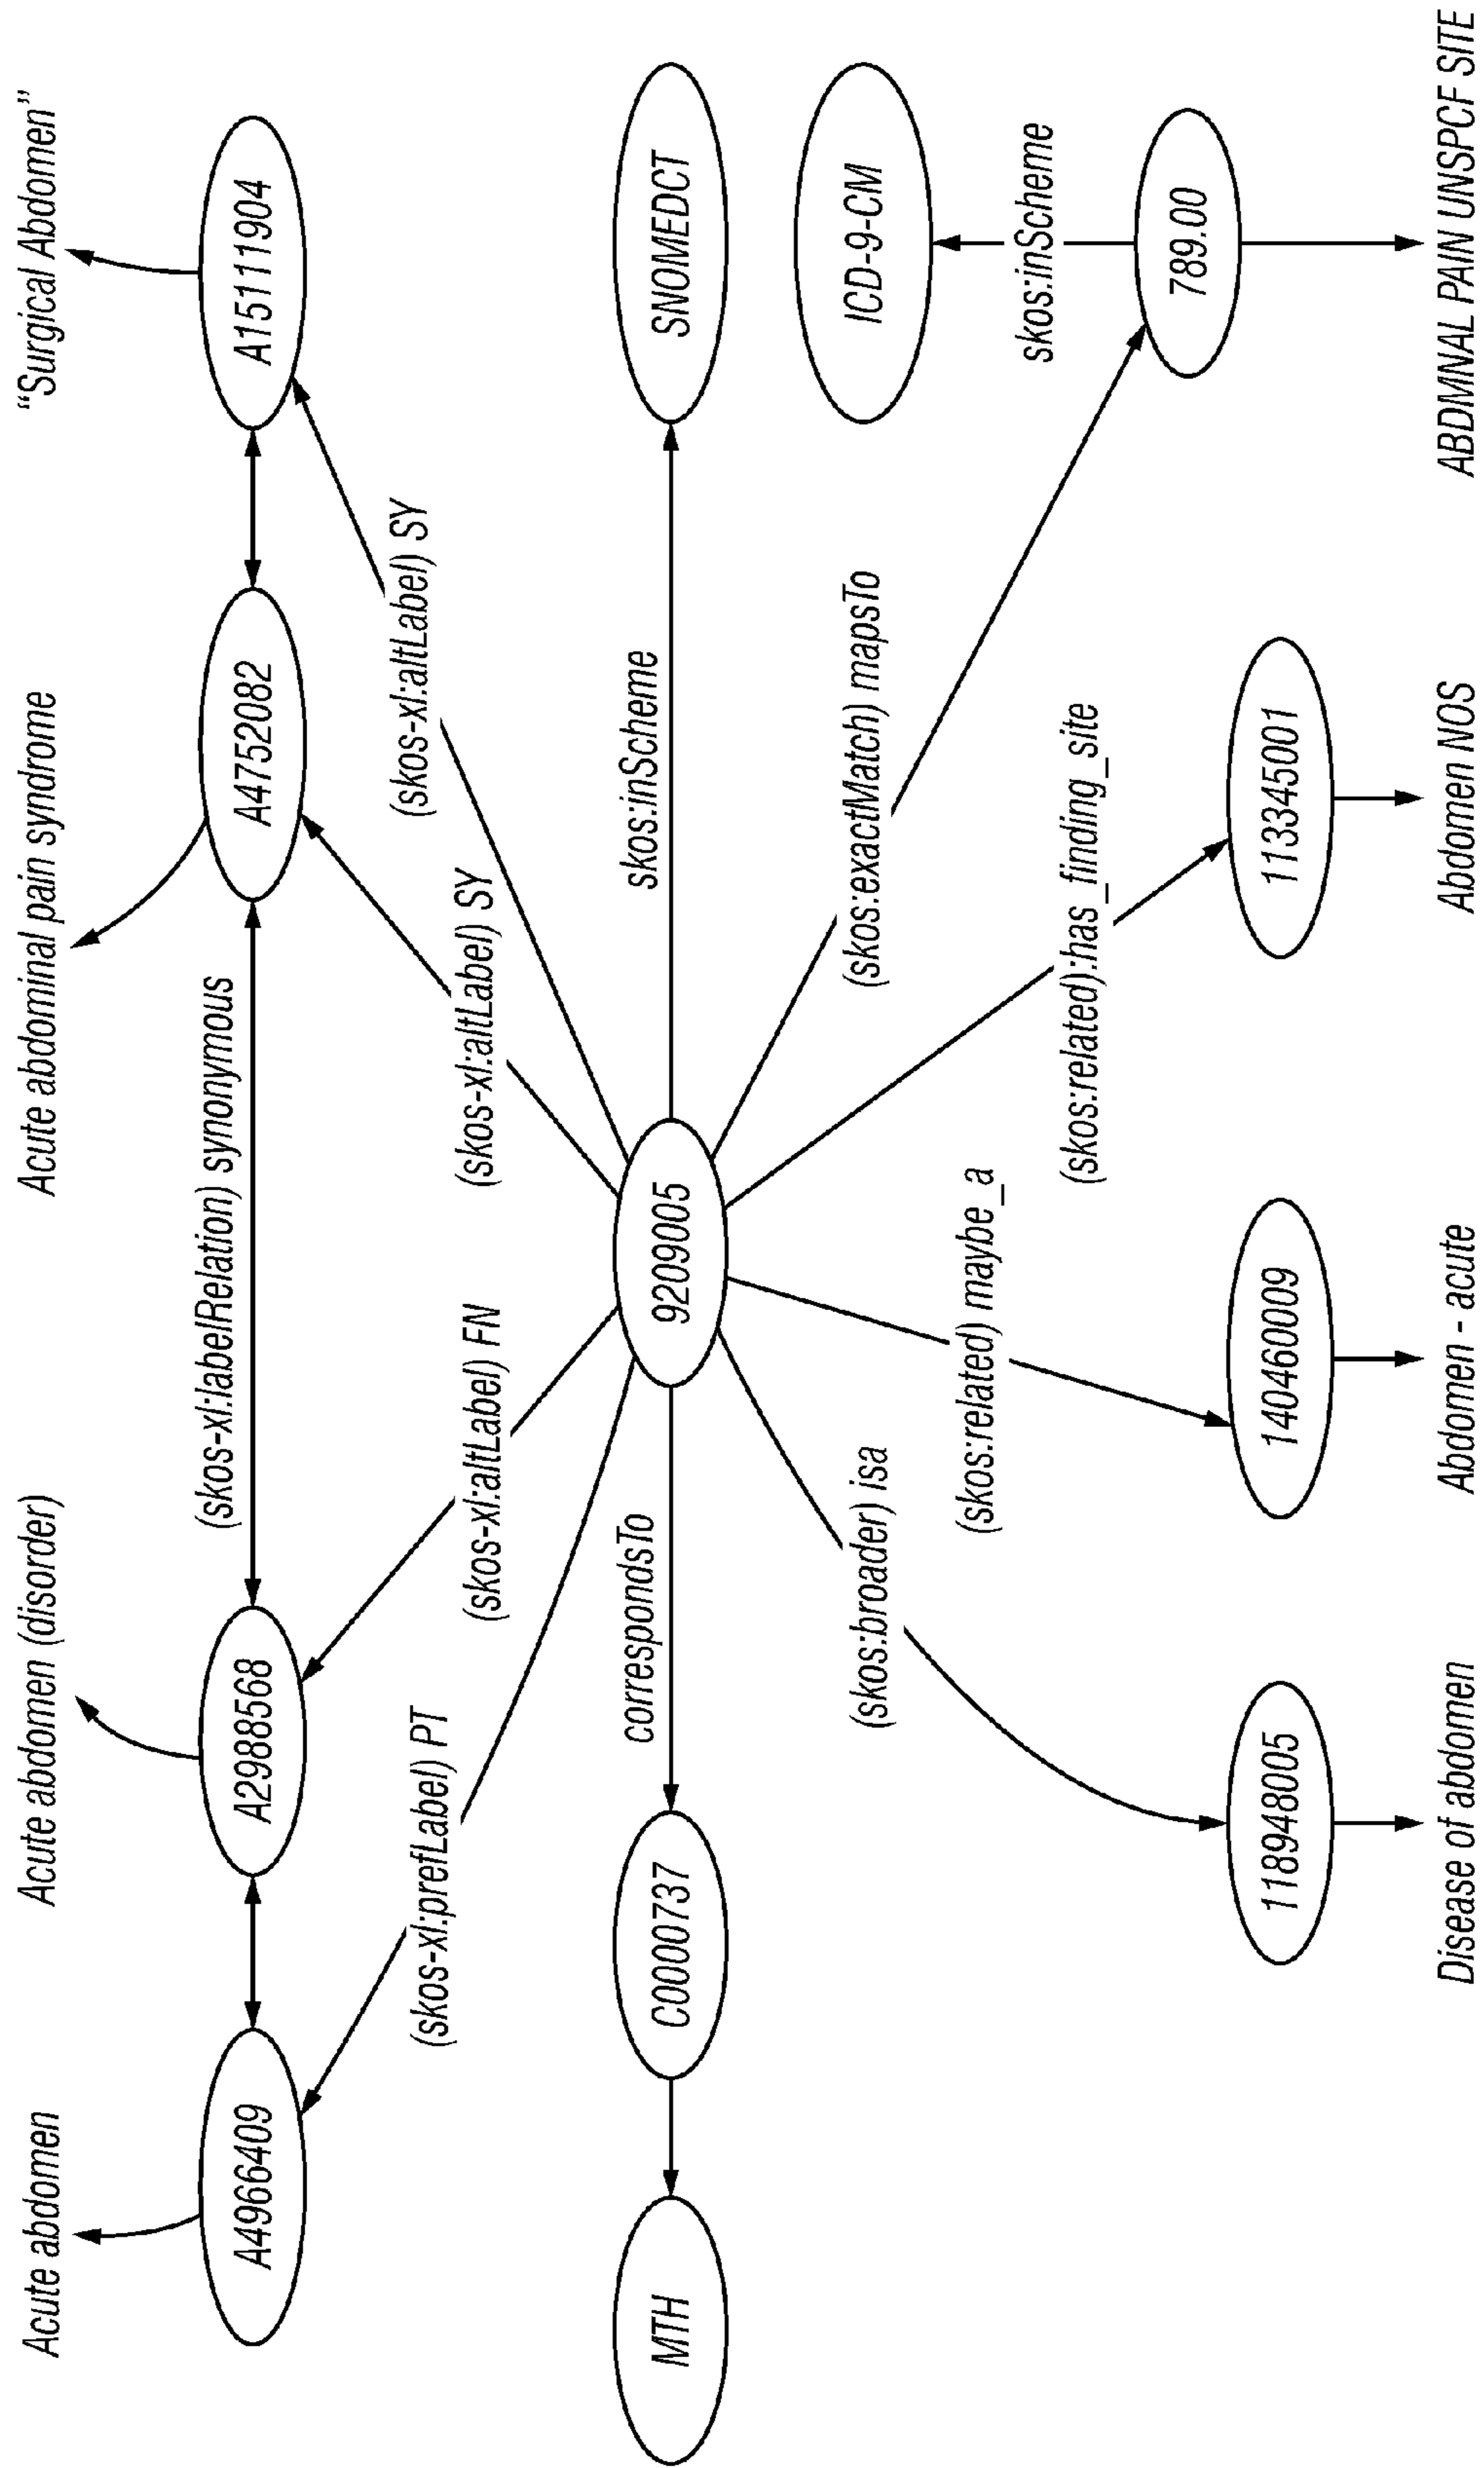 Acute abdomen
Acute abdomen (disorder)
Acute abdominal pain syndrome
“Surgical Abdomen”
A4966409
A2988568
(skos-xl:labelRelation) synonymous
A4752082
A15111904
(skos-xl:prefLabel) PT
(skos-xl:altLabel) FN
(skos-xl:altLabel) SY
(skos-xl:altLabel) SY
MTH
C0000737
correspondsTo
9209005
skos:inScheme
SNOMEDCT
(skos:broader) isa
(skos:related) maybe_a
(skos:related):has_finding_site
(skos:exactMatch) mapsTo
ICD-9-CM
skos:inScheme
118948005
140460009
113345001
789.00
Disease of abdomen
Abdomen - acute
Abdomen NOS
ABDMNAL PAIN UNSPCF SITE